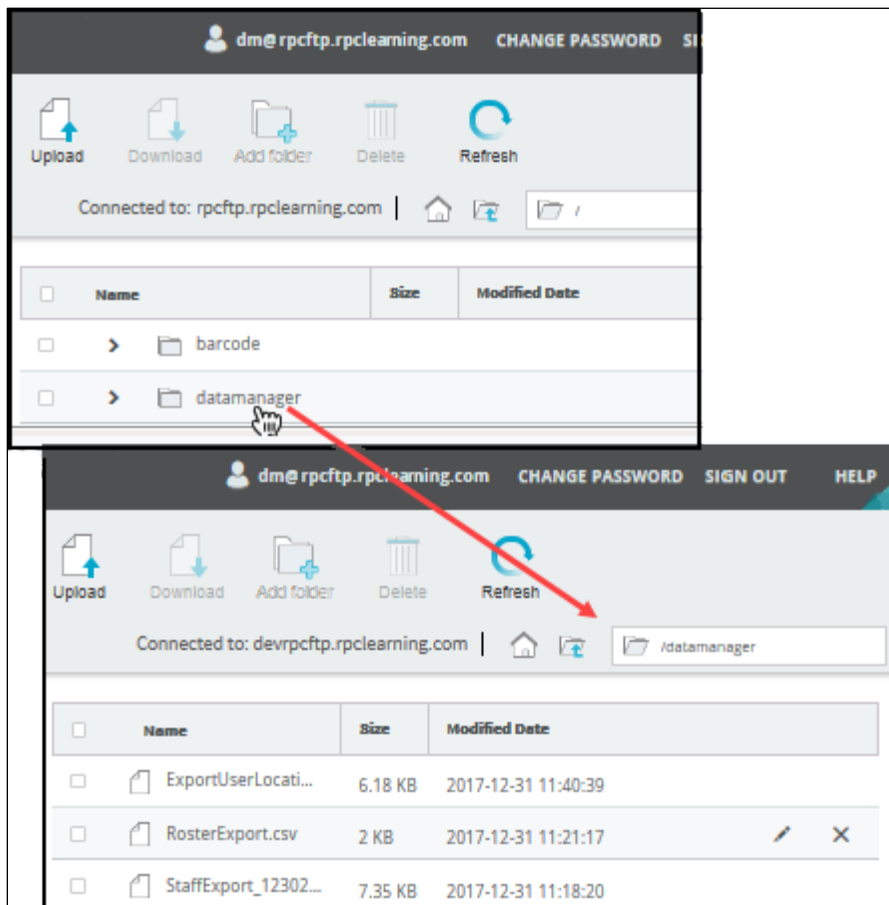 dm@rpcftp.rpclearning.com CHANGE PASSWORD
Upload Download Add folder Delete Refresh
Connected to: rpcftp.rpclearning.com | /
Name Size Modified Date
barcode
datamanager
dm@rpcftp.rpclearning.com CHANGE PASSWORD SIGN OUT HELP
Upload Download Add folder Delete Refresh
Connected to: devrpcftp.rpclearning.com | /datamanager
Name Size Modified Date
ExportUserLocati... 6.18 KB 2017-12-31 11:40:39
RosterExport.csv 2 KB 2017-12-31 11:21:17
StaffExport_12302... 7.35 KB 2017-12-31 11:18:20